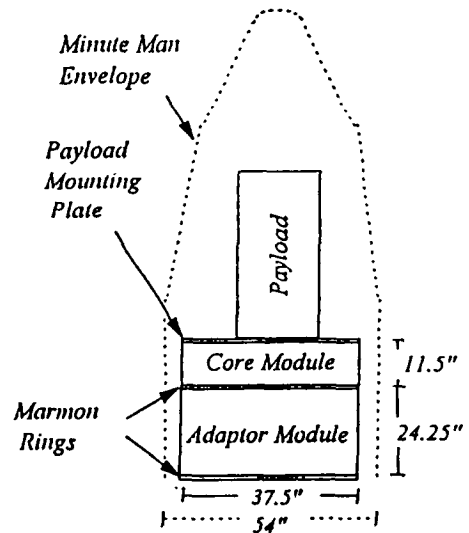 Minute Man
Envelope
Payload
Mounting
Plate
Payload
Core Module
11.5"
Marmon
Rings
Adaptor Module
24.25"
37.5"
54"